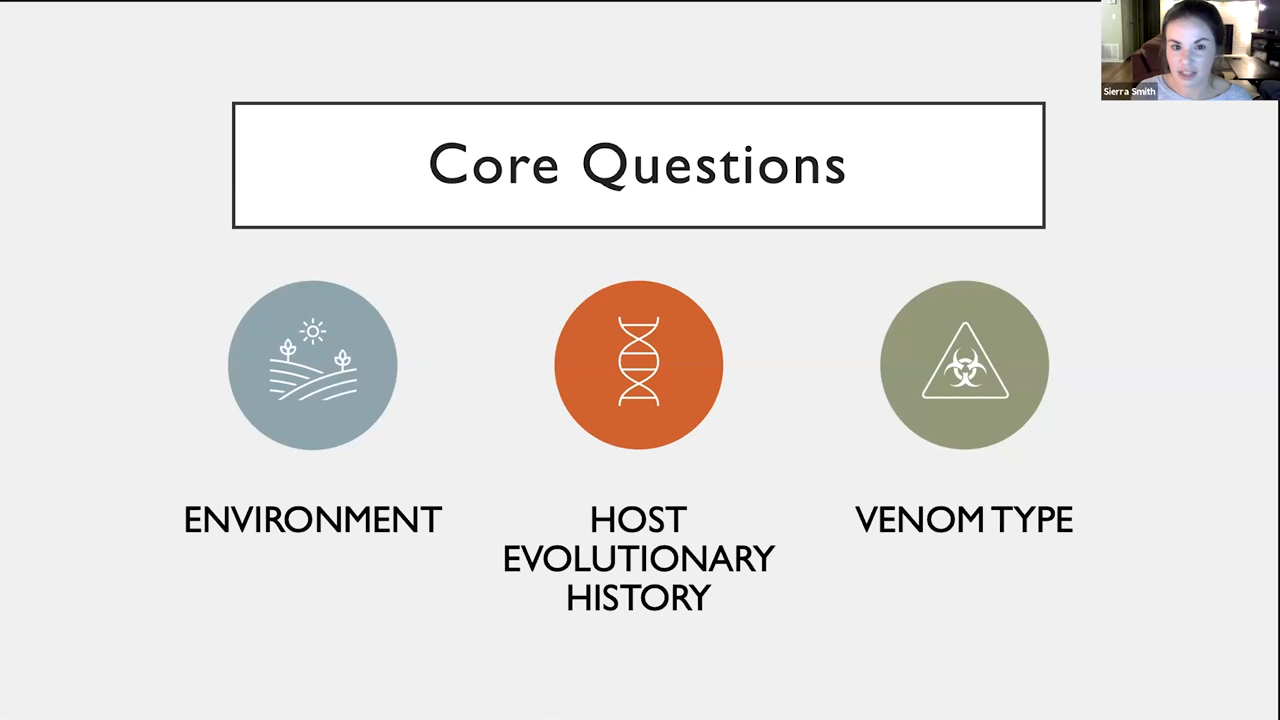 Sierra Smith
Core Questions
ENVIRONMENT
HOST
EVOLUTIONARY
HISTORY
VENOM TYPE